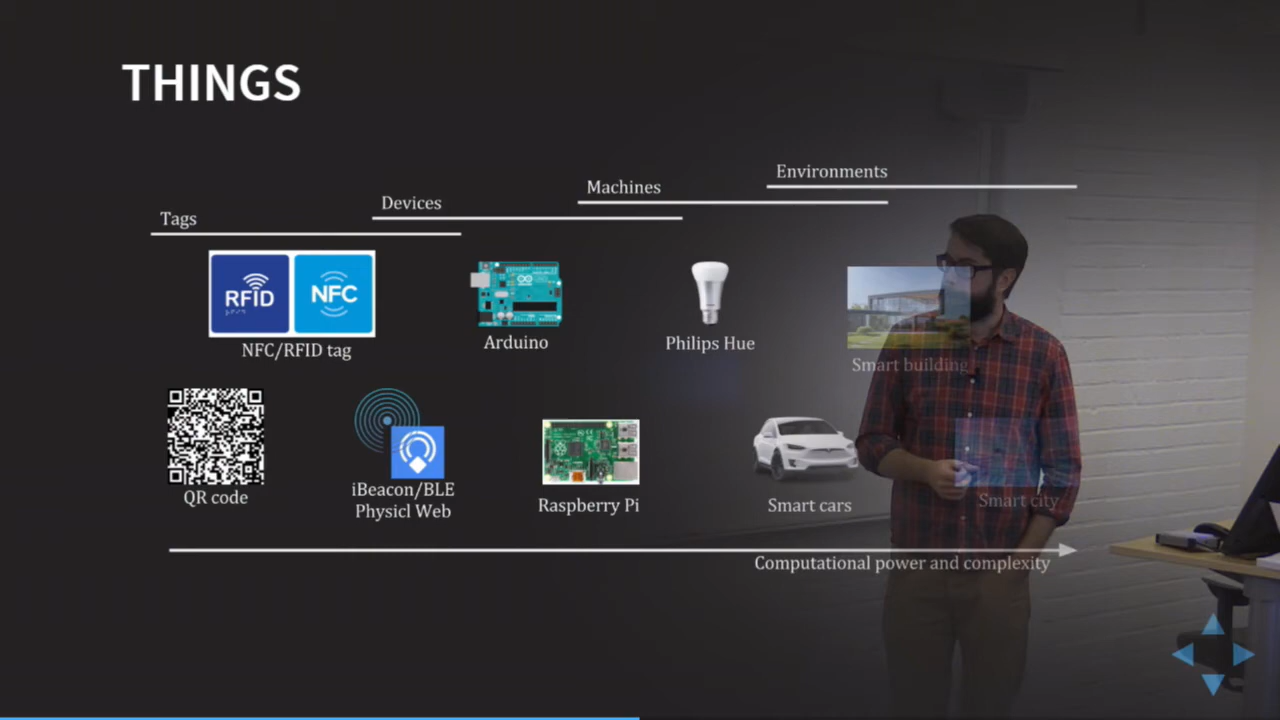 THINGS
Environments
Machines
Devices
Tags
RFID
NFC
NFC/RFID tag
Arduino
Philips Hue
Smart building
QR code
iBeacon/BLE
Physicl Web
Raspberry Pi
Smart cars
Smart city
Computational power and complexity